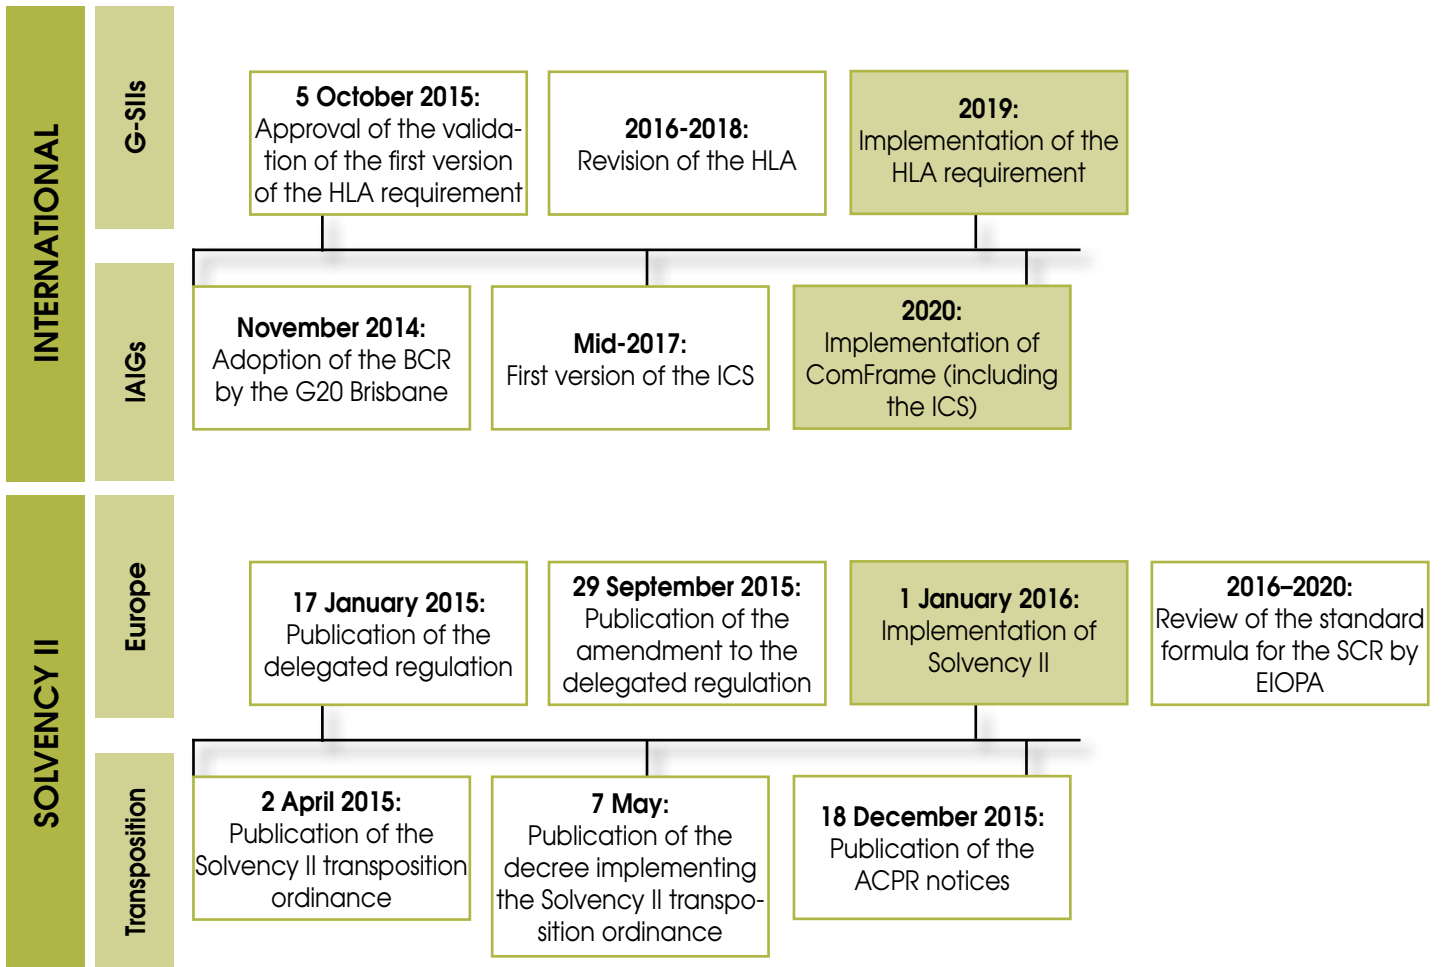 INTERNATIONAL
G-SIIs
5 October 2015:
Approval of the valida-
tion of the first version
of the HLA requirement
2016-2018:
Revision of the HLA
2019:
Implementation of the
HLA requirement
IAIGs
November 2014:
Adoption of the BCR
by the G20 Brisbane
Mid-2017:
First version of the ICS
2020:
Implementation of
ComFrame (including
the ICS)
SOLVENCY II
Europe
17 January 2015:
Publication of the
delegated regulation
29 September 2015:
Publication of the
amendment to the
delegated regulation
1 January 2016:
Implementation of
Solvency II
2016–2020:
Review of the standard
formula for the SCR by
EIOPA
Transposition
2 April 2015:
Publication of the
Solvency II transposition
ordinance
7 May:
Publication of the
decree implementing
the Solvency II transpo-
sition ordinance
18 December 2015:
Publication of the
ACPR notices